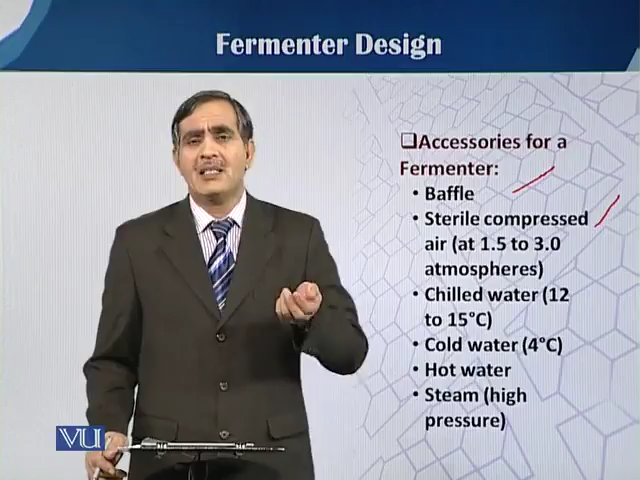 Fermenter Design
❑Accessories for a
Fermenter:
• Baffle
• Sterile compressed
air (at 1.5 to 3.0
atmospheres)
• Chilled water (12
to 15°C)
• Cold water (4°C)
• Hot water
• Steam (high
pressure)
VU